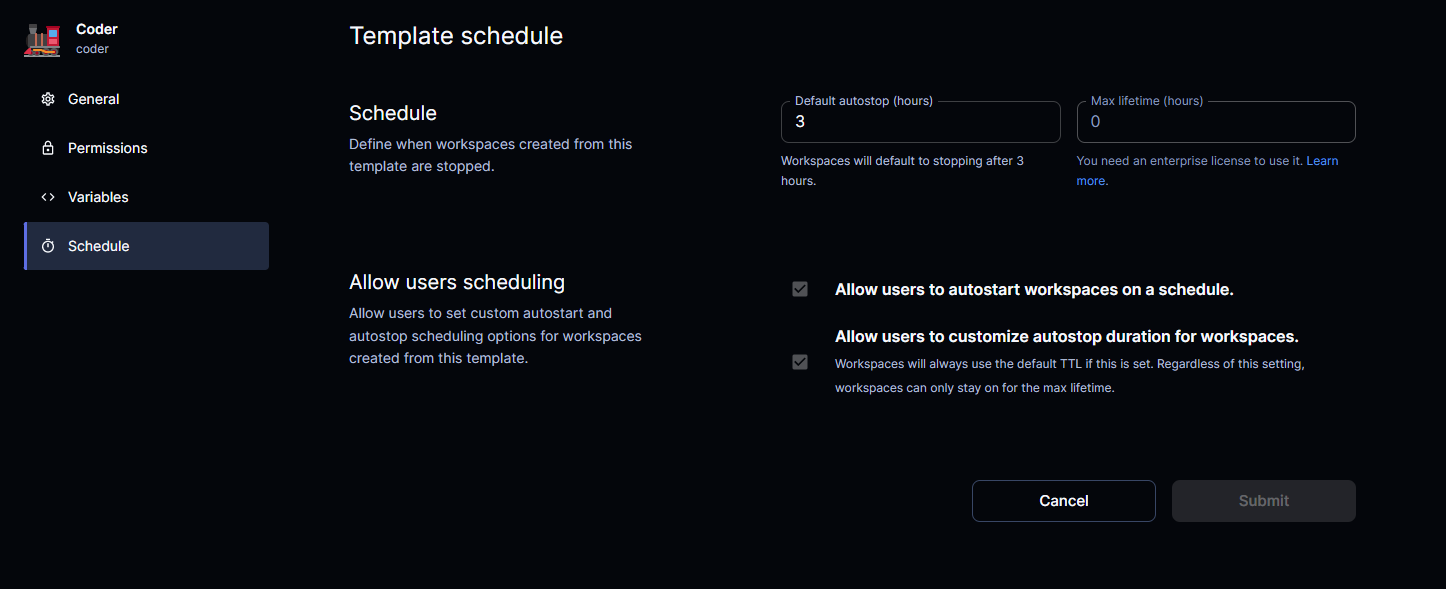 Coder
coder
General
Permissions
Variables
Schedule
Template schedule
Schedule
Define when workspaces created from this
template are stopped.
Default autostop (hours)
3
Workspaces will default to stopping after 3
hours.
Max lifetime (hours)
0
You need an enterprise license to use it. Learn
more.
Allow users scheduling
Allow users to set custom autostart and
autostop scheduling options for workspaces
created from this template.
Allow users to autostart workspaces on a schedule.
Allow users to customize autostop duration for workspaces.
Workspaces will always use the default TTL if this is set. Regardless of this setting,
workspaces can only stay on for the max lifetime.
Cancel
Submit